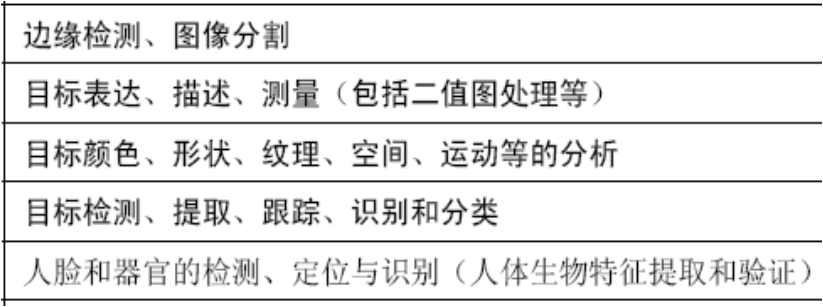 边缘检测、图像分割
目标表达、描述、测量（包括二值图处理等）
目标颜色、形状、纹理、空间、运动等的分析
目标检测、提取、跟踪、识别和分类
人脸和器官的检测、定位与识别（人体生物特征提取和验证）